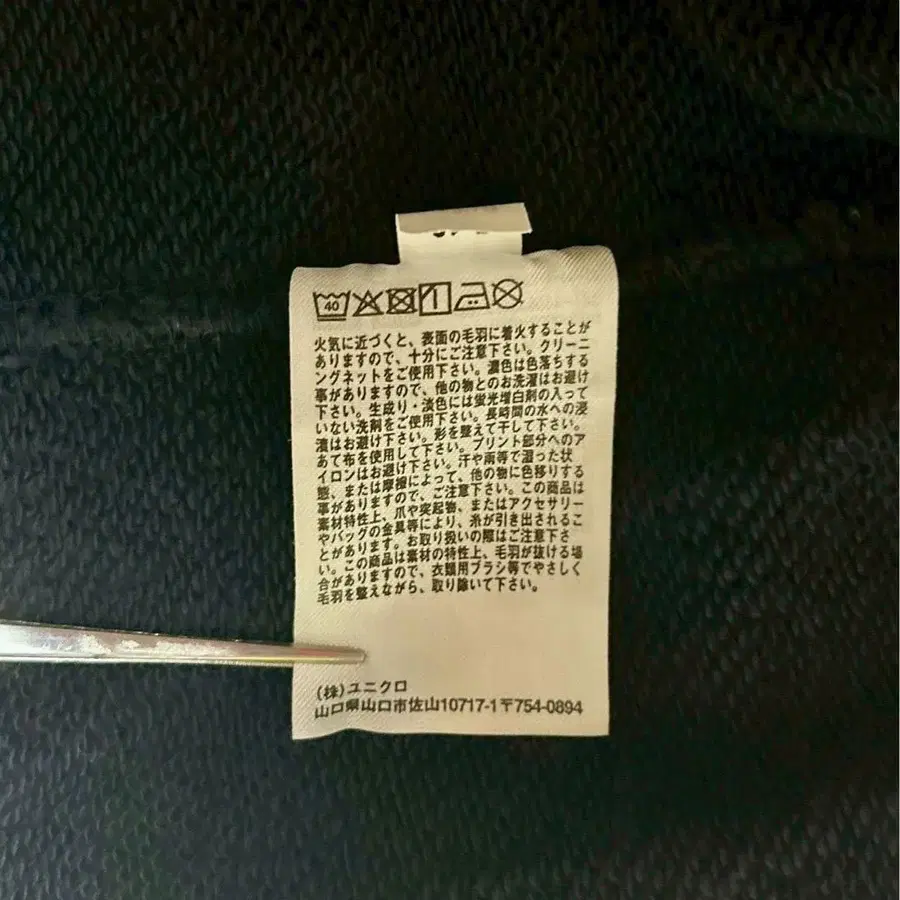 40
火気に近づくと、表面の毛羽に着火することが
ありますので、十分にご注意下さい。クリーニ
ングネットをご使用下さい。濃色は色落ちする
事がありますので、他の物とのお洗濯はお避け
下さい。生成り・淡色には蛍光増白剤の入って
いない洗剤をご使用下さい。長時間の水への浸
漬はお避け下さい。形を整えて干して下さい。
あて布を使用して下さい。プリント部分へのア
イロンはお避け下さい。汗や雨等で湿った状
態、または摩擦によって、他の物に色移りする
事がありますので、ご注意下さい。この商品は
素材特性上、爪や突起物、またはアクセサリー
やバッグの金具等により、糸が引き出されるこ
とがあります。お取り扱いの際はご注意下さ
い。この商品は素材の特性上、毛羽が抜ける場
合がありますので、衣類用ブラシ等でやさしく
毛羽を整えながら、取り除いて下さい。
(株)ユニクロ
山口県山口市佐山10717-1〒754-0894